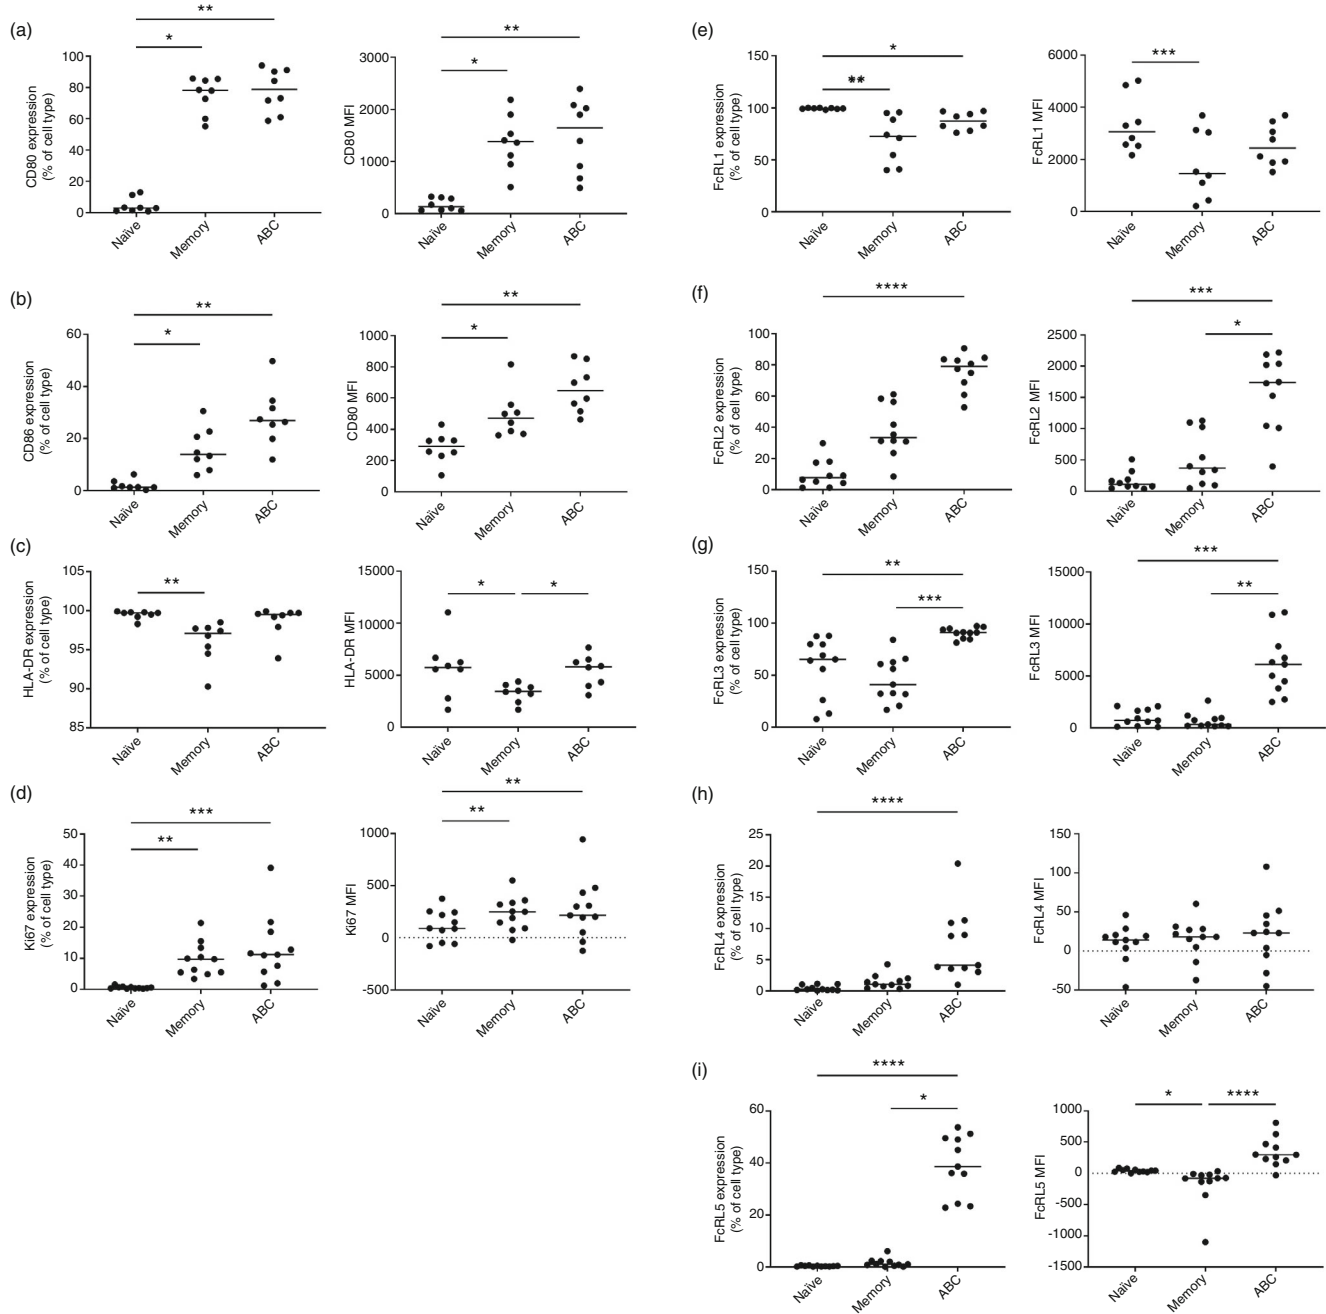 (a)
**
*
CD80 expression
(% of cell type)
100
80
60
40
20
0
Naïve
Memory
ABC
**
*
CD80 MFI
3000
2000
1000
0
Naïve
Memory
ABC
(b)
**
*
CD86 expression
(% of cell type)
60
40
20
0
Naïve
Memory
ABC
**
*
CD80 MFI
1000
800
600
400
200
0
Naïve
Memory
ABC
(c)
**
HLA-DR expression
(% of cell type)
105
100
95
90
85
Naïve
Memory
ABC
*
*
HLA-DR MFI
15000
10000
5000
0
Naïve
Memory
ABC
(d)
***
**
Ki67 expression
(% of cell type)
50
40
30
20
10
0
Naïve
Memory
ABC
**
**
Ki67 MFI
1000
500
0
-500
Naïve
Memory
ABC
(e)
*
**
FcRL1 expression
(% of cell type)
150
100
50
0
Naïve
Memory
ABC
***
FcRL1 MFI
6000
4000
2000
0
Naïve
Memory
ABC
(f)
****
FcRL2 expression
(% of cell type)
100
80
60
40
20
0
Naïve
Memory
ABC
***
*
FcRL2 MFI
2500
2000
1500
1000
500
0
Naïve
Memory
ABC
(g)
**
***
FcRL3 expression
(% of cell type)
150
100
50
0
Naïve
Memory
ABC
***
**
FcRL3 MFI
15000
10000
5000
0
Naïve
Memory
ABC
(h)
****
FcRL4 expression
(% of cell type)
25
20
15
10
5
0
Naïve
Memory
ABC
FcRL4 MFI
150
100
50
0
-50
Naïve
Memory
ABC
(i)
****
*
FcRL5 expression
(% of cell type)
60
40
20
0
Naïve
Memory
ABC
*
****
FcRL5 MFI
1000
500
0
-500
-1000
-1500
Naïve
Memory
ABC